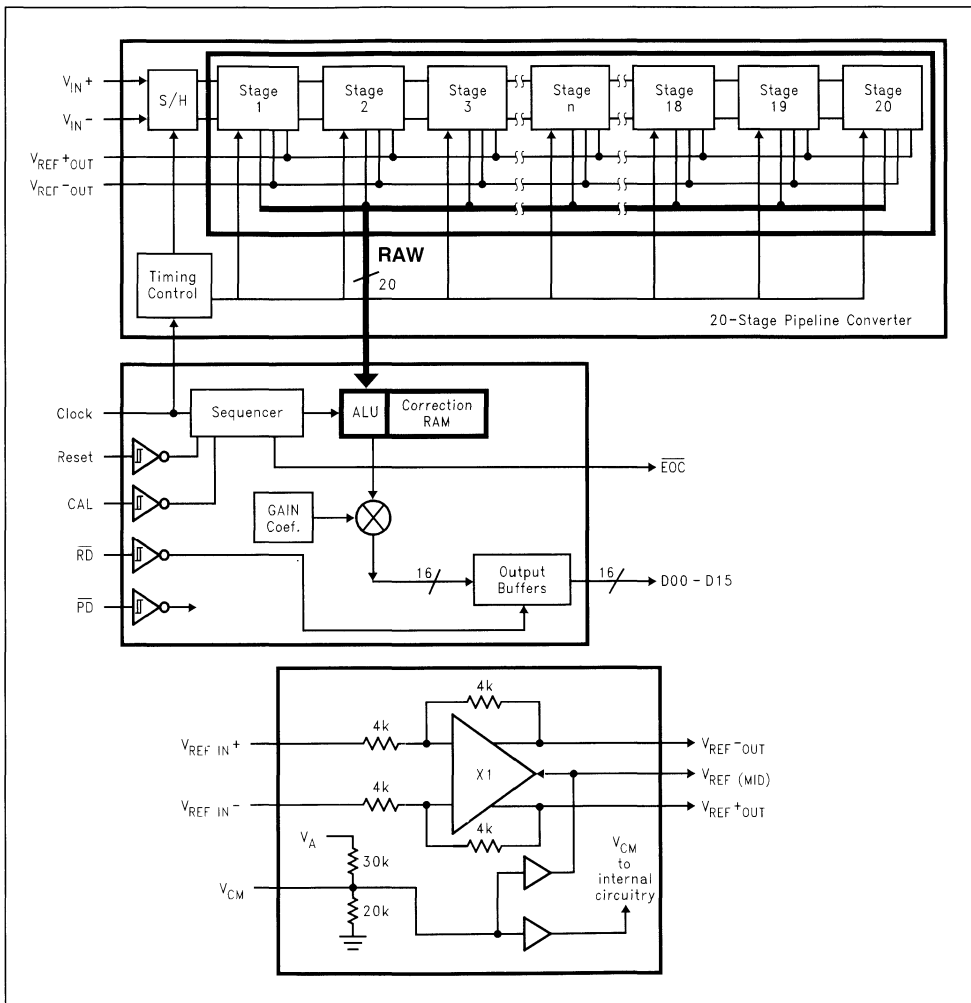 V_IN+
V_IN-
S/H
Stage 1
Stage 2
Stage 3
Stage n
Stage 18
Stage 19
Stage 20
V_REF+OUT
V_REF-OUT
RAW
20
Timing Control
20-Stage Pipeline Converter
Clock
Sequencer
ALU
Correction RAM
Reset
EOC
CAL
GAIN Coef.
RD
16
Output Buffers
16
D00 - D15
PD
4k
V_REF IN+
4k
V_REF-OUT
X1
V_REF (MID)
V_REF IN-
4k
V_REF+OUT
4k
V_A
30k
V_CM
20k
V_CM to internal circuitry